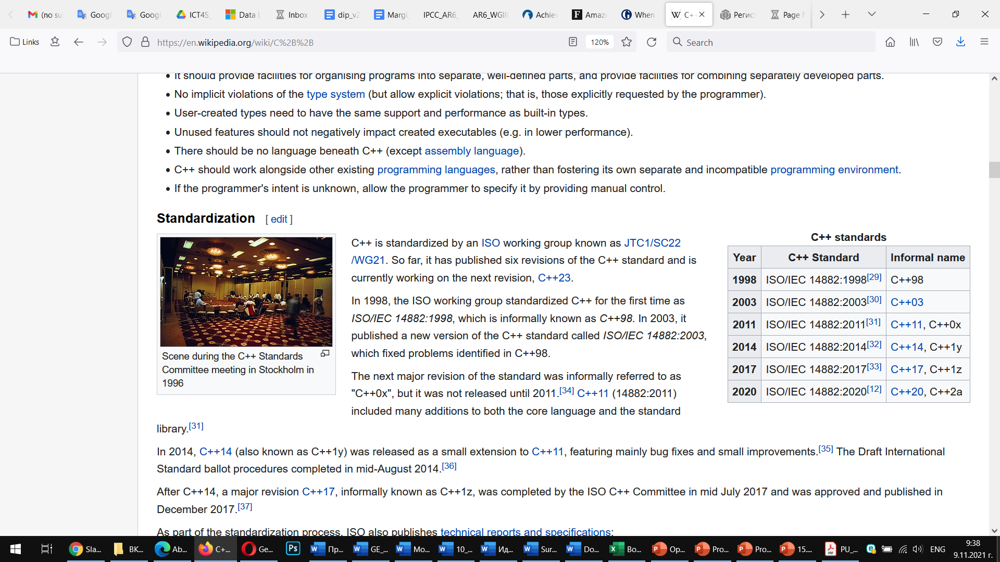 (no su
Googl
Googl
ICT4S_
Data L
Inbox
dip_v2
Margi
IPCC_AR6_
AR6_WGIII
Achiev
Amaz
When
C+
Регис
Page N
Links
https://en.wikipedia.org/wiki/C%2B%2B
120%
Search
• It should provide facilities for organising programs into separate, well-defined parts, and provide facilities for combining separately developed parts.
• No implicit violations of the type system (but allow explicit violations; that is, those explicitly requested by the programmer).
• User-created types need to have the same support and performance as built-in types.
• Unused features should not negatively impact created executables (e.g. in lower performance).
• There should be no language beneath C++ (except assembly language).
• C++ should work alongside other existing programming languages, rather than fostering its own separate and incompatible programming environment.
• If the programmer's intent is unknown, allow the programmer to specify it by providing manual control.
Standardization [ edit ]
Scene during the C++ Standards
Committee meeting in Stockholm in
1996
C++ is standardized by an ISO working group known as JTC1/SC22
/WG21. So far, it has published six revisions of the C++ standard and is
currently working on the next revision, C++23.
In 1998, the ISO working group standardized C++ for the first time as
ISO/IEC 14882:1998, which is informally known as C++98. In 2003, it
published a new version of the C++ standard called ISO/IEC 14882:2003,
which fixed problems identified in C++98.
The next major revision of the standard was informally referred to as
"C++0x", but it was not released until 2011.[34] C++11 (14882:2011)
included many additions to both the core language and the standard
library.[31]
C++ standards
Year C++ Standard Informal name
1998 ISO/IEC 14882:1998[29] C++98
2003 ISO/IEC 14882:2003[30] C++03
2011 ISO/IEC 14882:2011[31] C++11, C++0x
2014 ISO/IEC 14882:2014[32] C++14, C++1y
2017 ISO/IEC 14882:2017[33] C++17, C++1z
2020 ISO/IEC 14882:2020[12] C++20, C++2a
In 2014, C++14 (also known as C++1y) was released as a small extension to C++11, featuring mainly bug fixes and small improvements.[35] The Draft International
Standard ballot procedures completed in mid-August 2014.[36]
After C++14, a major revision C++17, informally known as C++1z, was completed by the ISO C++ Committee in mid July 2017 and was approved and published in
December 2017.[37]
As part of the standardization process, ISO also publishes technical reports and specifications:
Sla...
ВК...
Ab...
C+...
Ge...
Ps
Пр...
GE_...
Mo...
10_...
Ид...
Sur...
Do...
Bo...
Op...
Pro...
Pro...
15....
PU_...
ENG
9:38
9.11.2021 г.